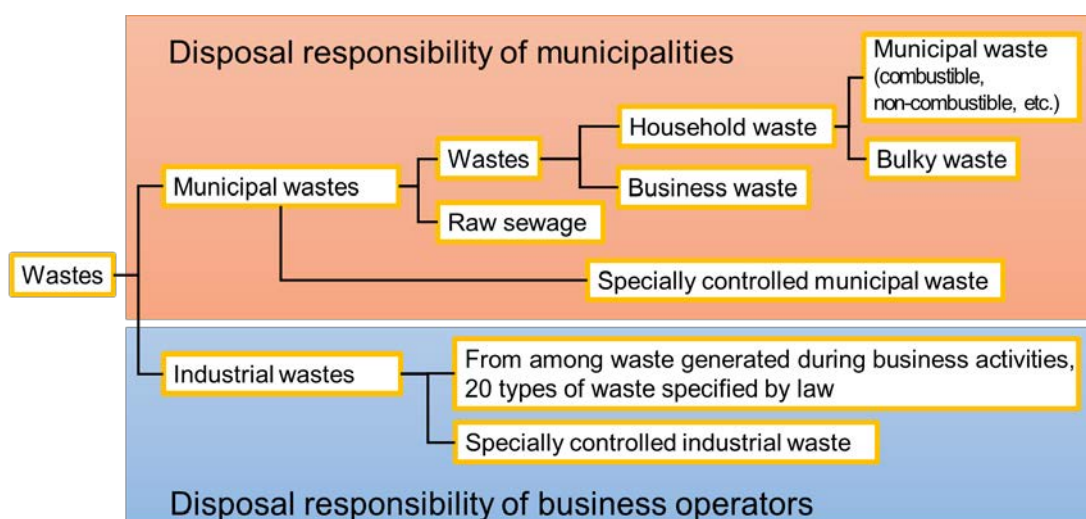 Disposal responsibility of municipalities
Municipal waste
(combustible,
non-combustible, etc.)
Household waste
Wastes
Bulky waste
Municipal wastes
Business waste
Raw sewage
Wastes
Specially controlled municipal waste
Industrial wastes
From among waste generated during business activities,
20 types of waste specified by law
Specially controlled industrial waste
Disposal responsibility of business operators